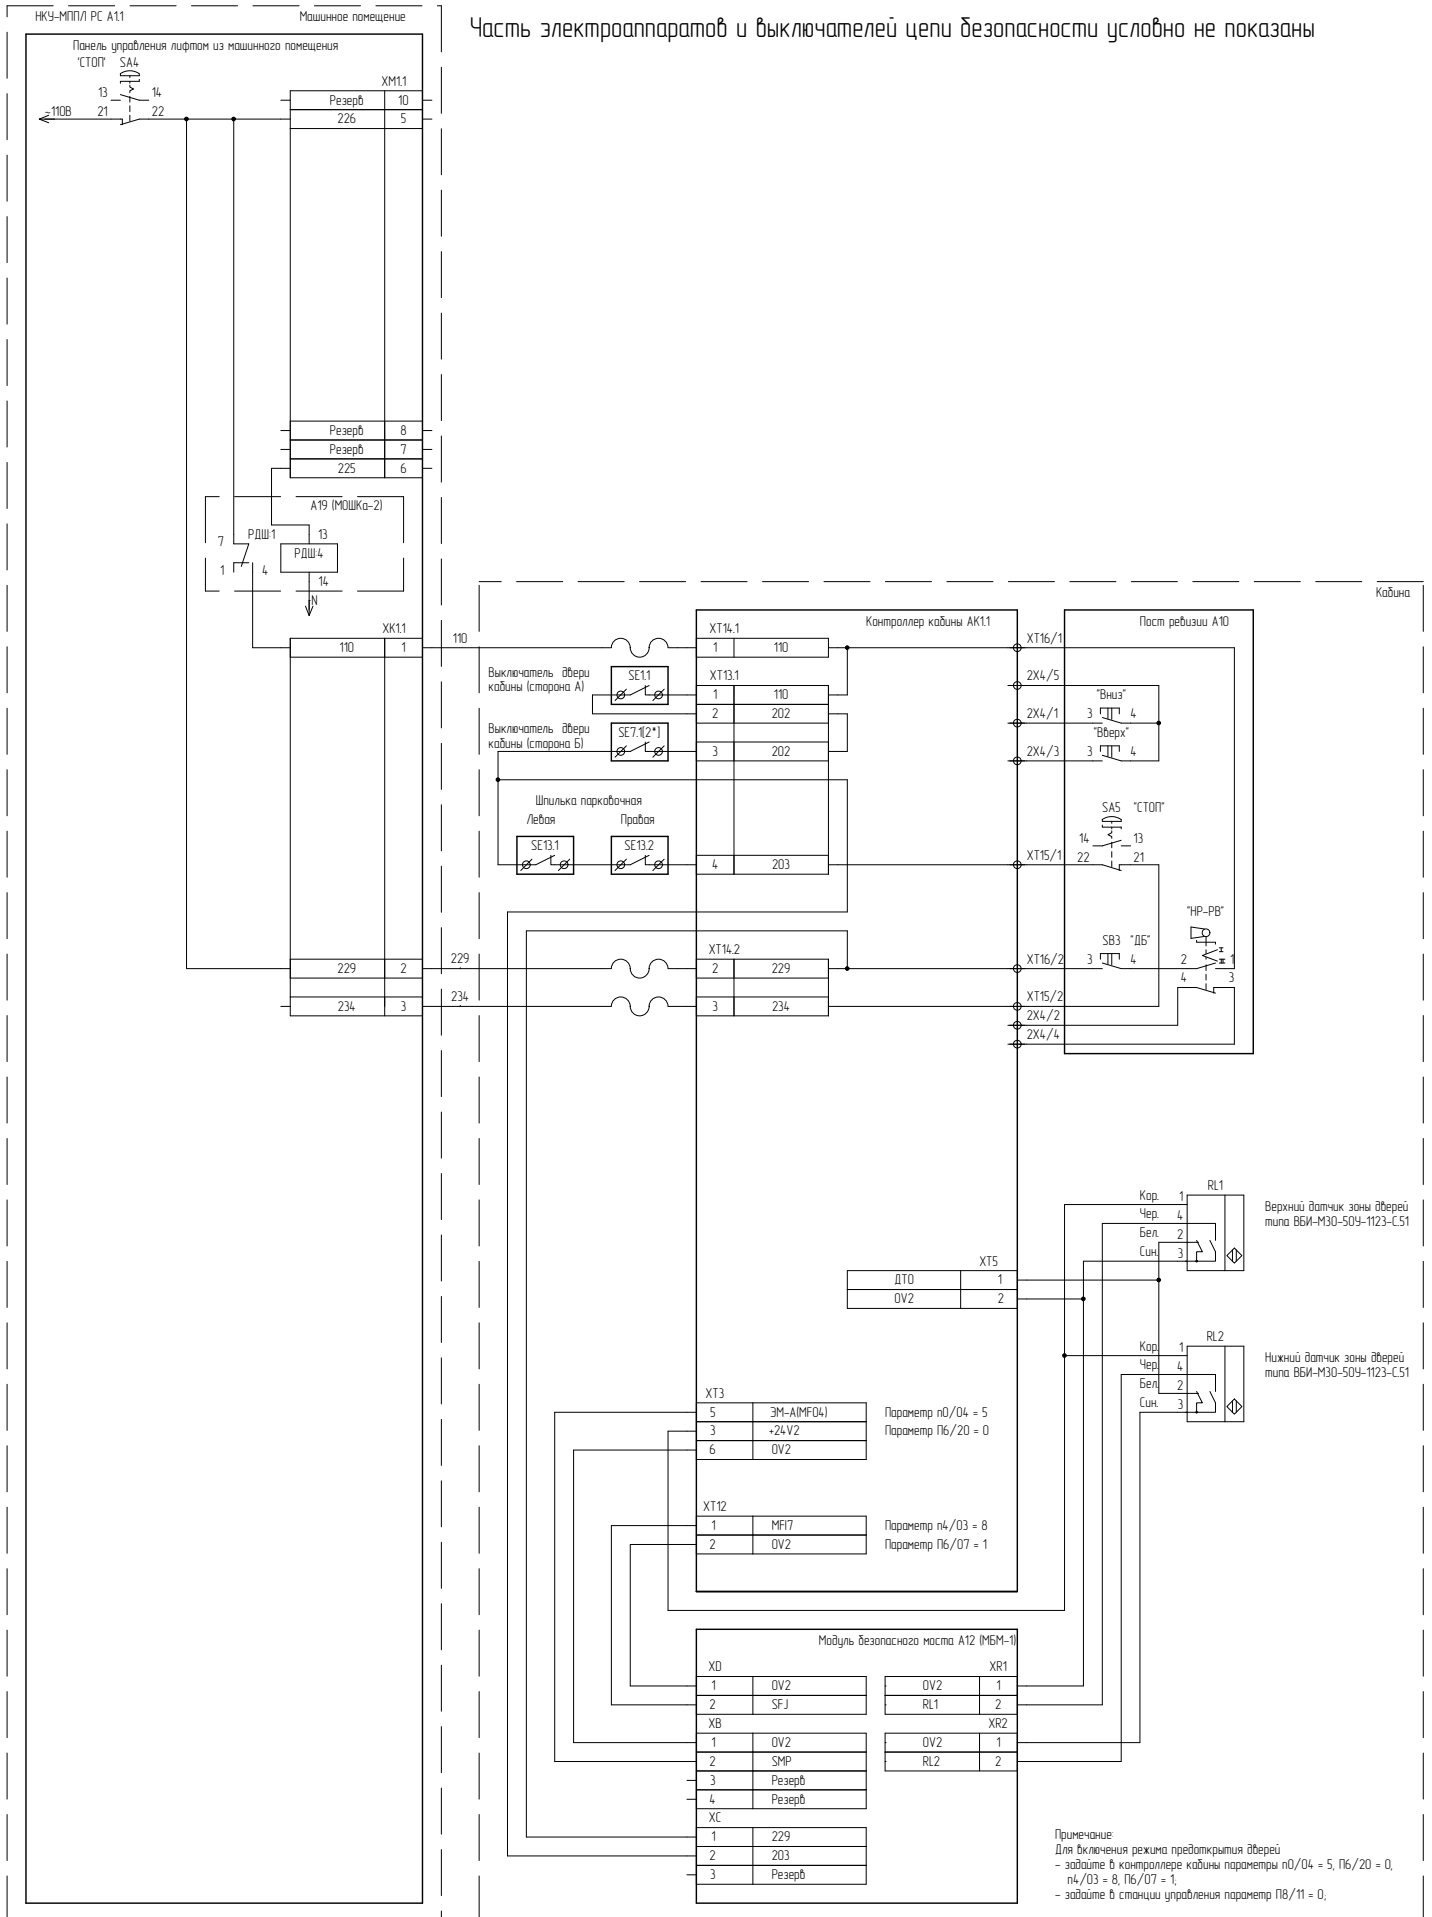 НКУ-МППЛ РС А1.1
Машинное помещение
Часть электроаппаратов и выключателей цепи безопасности условно не показаны
Панель управления лифтом из машинного помещения
"СТОП" SA4
13 14
~110В 21 22
XM1.1
Резерв 10
226 5
Резерв 8
Резерв 7
225 6
А19 (МОШКа-2)
РДШ:1
7
1 4
13
РДШ:4
14
N
Кабина
XK1.1
110 1
110
229 2
229
234 3
234
Контроллер кабины АК1.1
XT14.1
1 110
XT13.1
1 110
2 202
3 202
4 203
XT14.2
2 229
3 234
Выключатель двери
кабины (сторона А)
SE1.1
Выключатель двери
кабины (сторона Б)
SE7.1(2*)
Шпилька парковочная
Левая Правая
SE13.1 SE13.2
Пост ревизии А10
XT16/1
2X4/5
2X4/1
2X4/3
XT15/1
XT16/2
XT15/2
2X4/2
2X4/4
"Вниз"
3 4
"Вверх"
3 4
SA5 "СТОП"
14 13
22 21
"НР-РВ"
SB3 "ДБ"
3 4
2 1
4 3
RL1
Кор. 1
Чер. 4
Бел. 2
Син. 3
Верхний датчик зоны дверей
типа ВБИ-М30-50У-1123-С.51
XT5
ДТО 1
0V2 2
RL2
Кор. 1
Чер. 4
Бел. 2
Син. 3
Нижний датчик зоны дверей
типа ВБИ-М30-50У-1123-С.51
XT3
5 ЭМ-А(MFO4) Параметр п0/04 = 5
3 +24V2 Параметр П6/20 = 0
6 0V2
XT12
1 MFI7 Параметр п4/03 = 8
2 0V2 Параметр П6/07 = 1
Модуль безопасного моста А12 (МБМ-1)
XD
1 0V2
2 SFJ
XB
1 0V2
2 SMP
3 Резерв
4 Резерв
XC
1 229
2 203
3 Резерв
XR1
0V2 1
RL1 2
XR2
0V2 1
RL2 2
Примечание:
Для включения режима предоткрытия дверей
- задайте в контроллере кабины параметры п0/04 = 5, П6/20 = 0,
п4/03 = 8, П6/07 = 1;
- задайте в станции управления параметр П8/11 = 0;